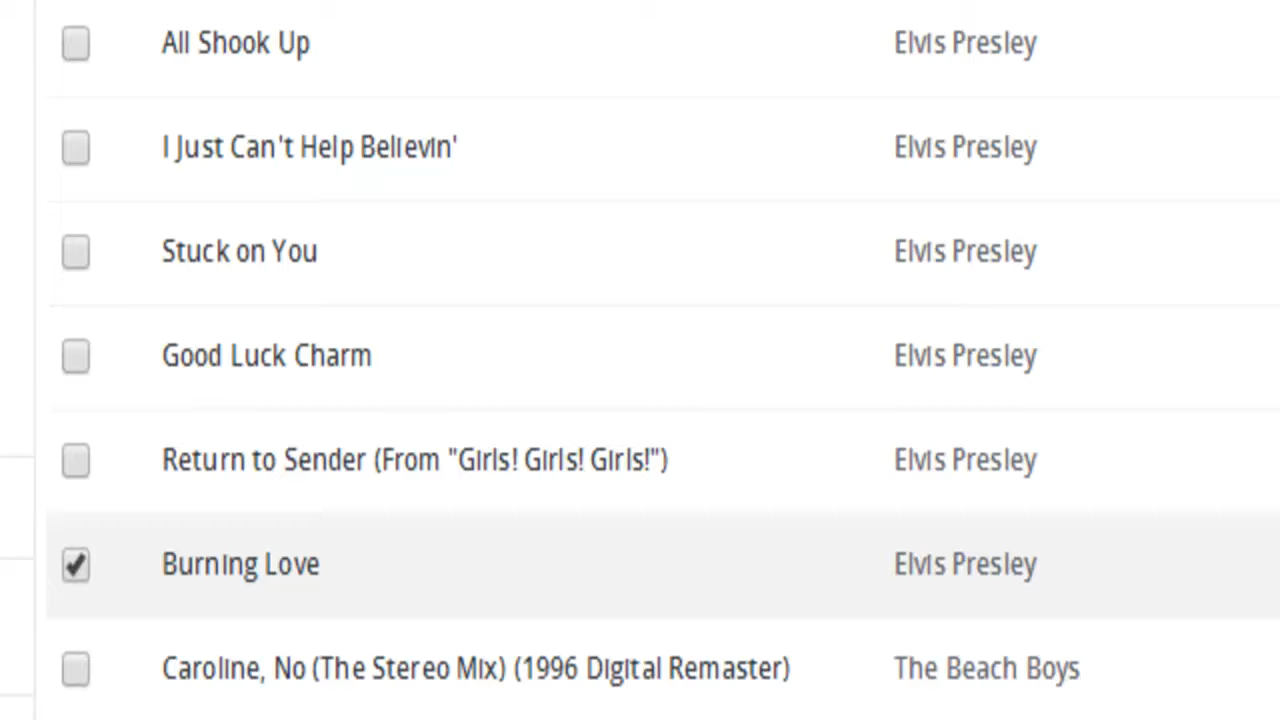 All Shook Up Elvis Presley
I Just Can't Help Believin' Elvis Presley
Stuck on You Elvis Presley
Good Luck Charm Elvis Presley
Return to Sender (From "Girls! Girls! Girls!") Elvis Presley
Burning Love Elvis Presley
Caroline, No (The Stereo Mix) (1996 Digital Remaster) The Beach Boys